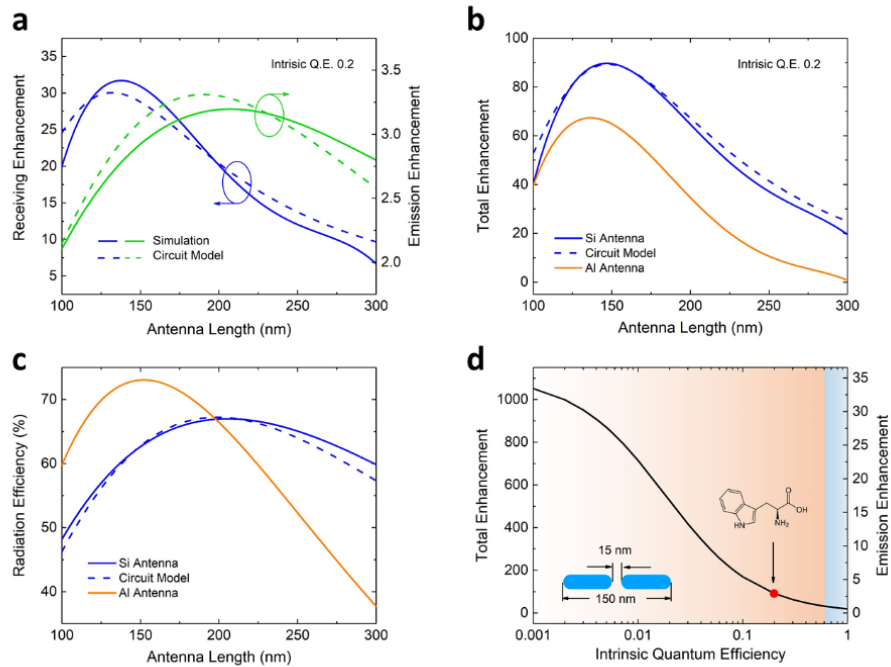 a
Receiving Enhancement
35
30
25
20
15
10
5
Intrisic Q.E. 0.2
Simulation
Circuit Model
3.5
3.0
2.5
2.0
Emission Enhancement
100 150 200 250 300
Antenna Length (nm)
b
Total Enhancement
100
80
60
40
20
0
Intrisic Q.E. 0.2
Si Antenna
Circuit Model
Al Antenna
100 150 200 250 300
Antenna Length (nm)
c
Radiation Efficiency (%)
70
60
50
40
Si Antenna
Circuit Model
Al Antenna
100 150 200 250 300
Antenna Length (nm)
d
Total Enhancement
1000
800
600
400
200
0
O
OH
NH₂
HN
15 nm
150 nm
35
30
25
20
15
10
5
0
Emission Enhancement
0.001 0.01 0.1 1
Intrinsic Quantum Efficiency